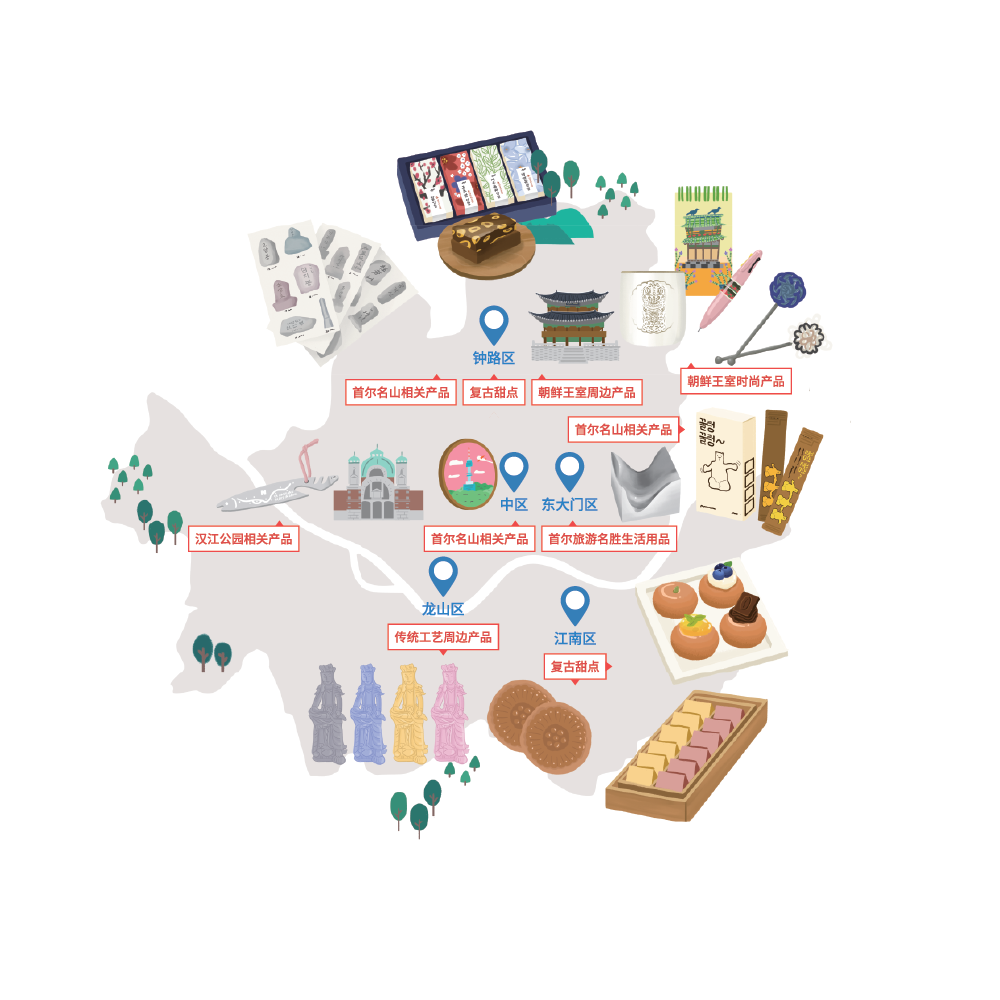 钟路区
首尔名山相关产品
复古甜点
朝鲜王室周边产品
朝鲜王室时尚产品
首尔名山相关产品
中区
东大门区
汉江公园相关产品
首尔名山相关产品
首尔旅游名胜生活用品
龙山区
江南区
传统工艺周边产品
复古甜点